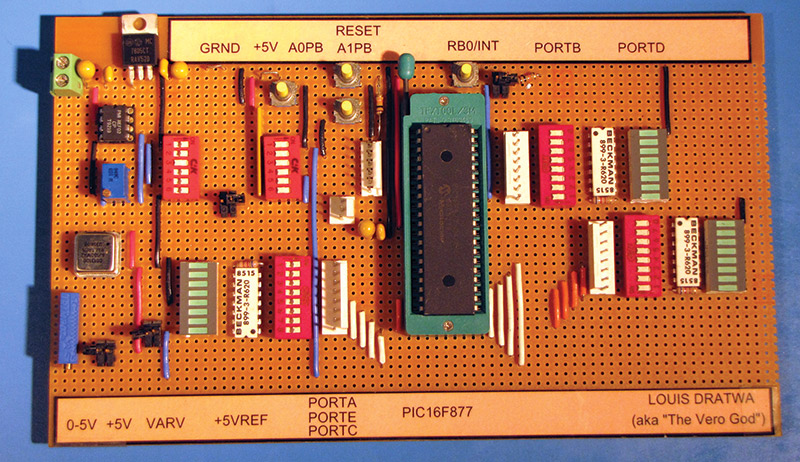 RESET
GRND +5V A0PB A1PB RB0/INT PORTB PORTD
MC
7805CT
BECKMAN
899-3-R620
8515
BECKMAN
899-3-R620
8515
8515
BECKMAN
899-3-R620
PORTA
PORTE
PORTC
0-5V +5V VARV +5VREF PIC16F877
LOUIS DRATWA
(aka "The Vero God")